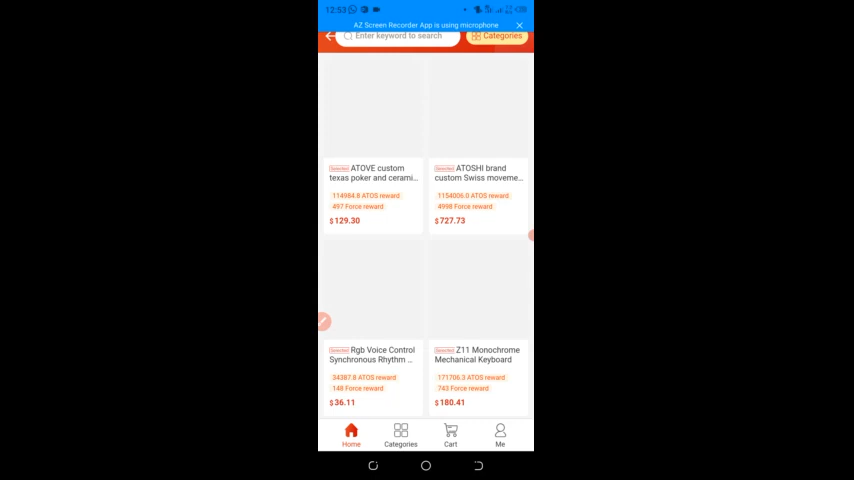 12:53
AZ Screen Recorder App is using microphone
Enter keyword to search
Categories
Selected ATOVE custom
texas poker and cerami...
114984.8 ATOS reward
497 Force reward
$129.30
Selected ATOSHI brand
custom Swiss moveme...
1154006.0 ATOS reward
4998 Force reward
$727.73
Selected Rgb Voice Control
Synchronous Rhythm ...
34387.8 ATOS reward
148 Force reward
$36.11
Selected Z11 Monochrome
Mechanical Keyboard
171706.3 ATOS reward
743 Force reward
$180.41
Home
Categories
Cart
Me